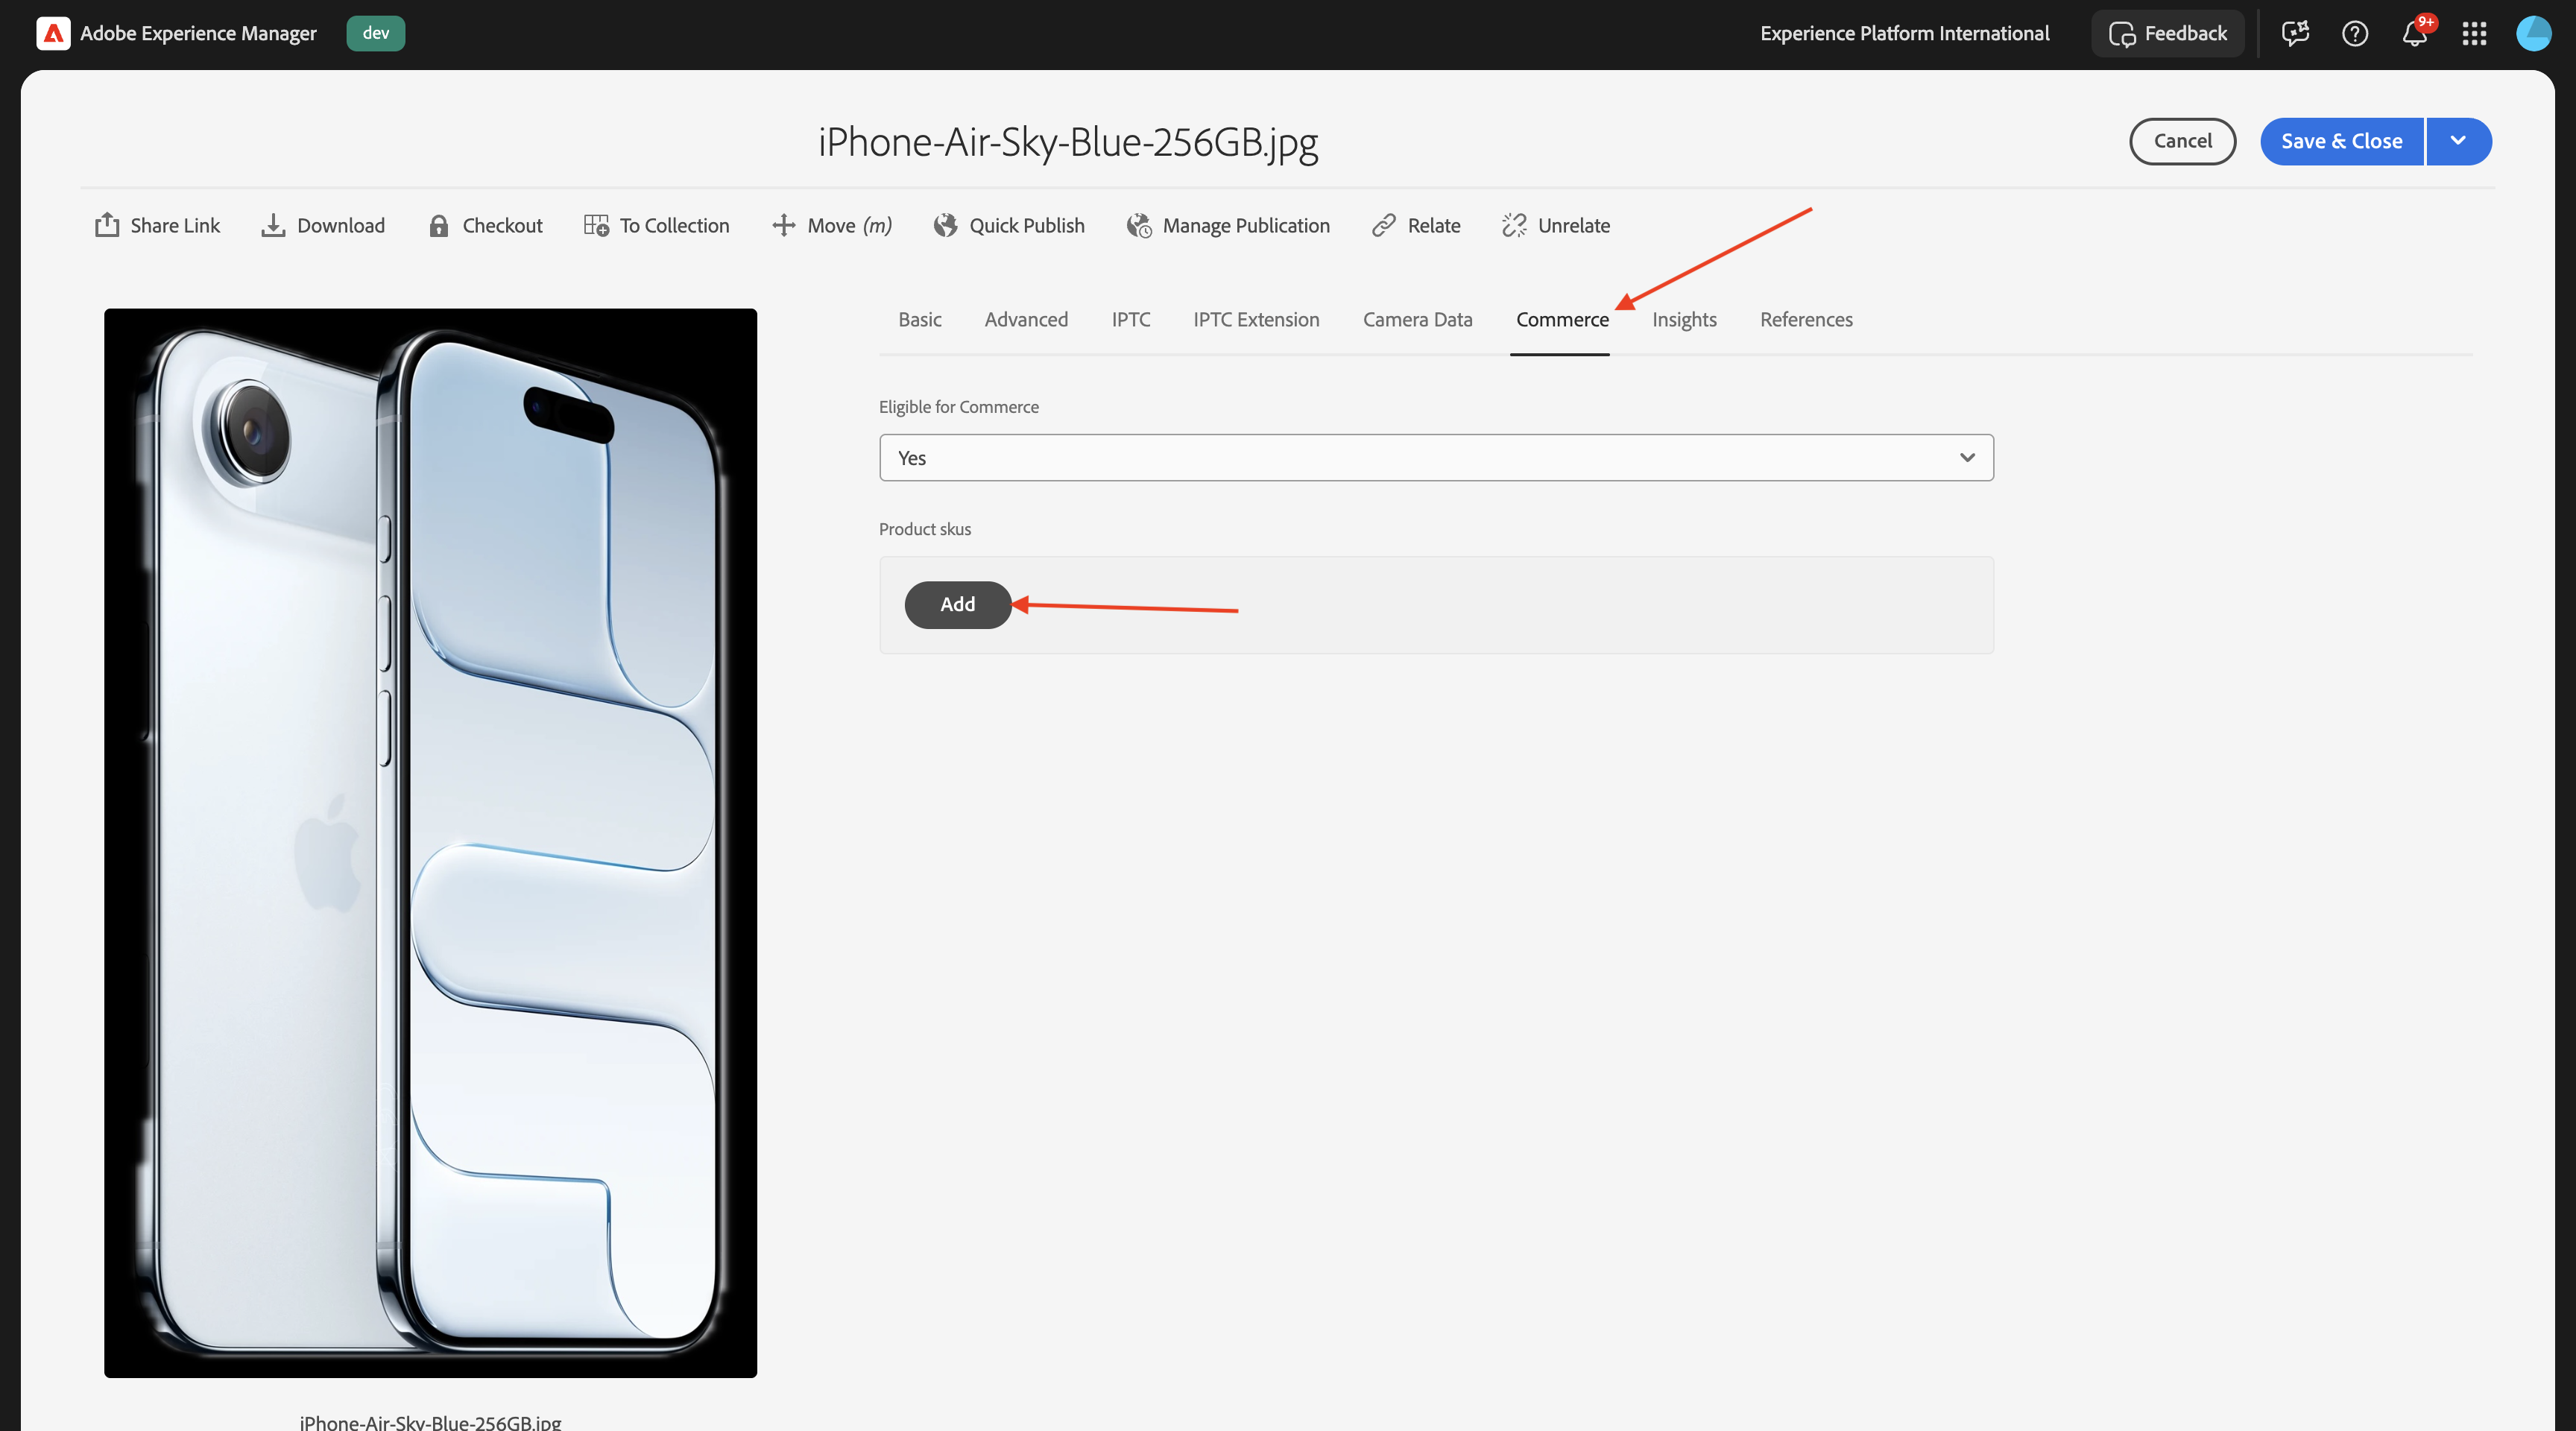 Adobe Experience Manager dev Experience Platform International Feedback 9+
iPhone-Air-Sky-Blue-256GB.jpg Cancel Save & Close
Share Link Download Checkout To Collection Move (m) Quick Publish Manage Publication Relate Unrelate
Basic Advanced IPTC IPTC Extension Camera Data Commerce Insights References
Eligible for Commerce
Yes
Product skus
Add
iPhone-Air-Sky-Blue-256GB.jpg